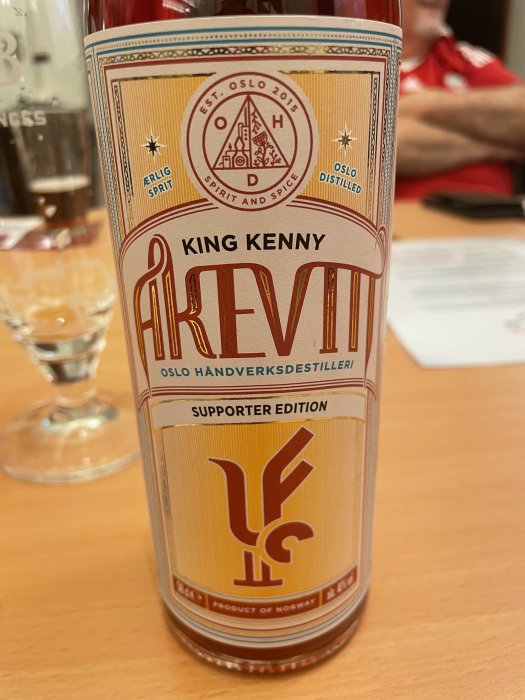 EST. OSLO 2015
O H
D
SPIRIT AND SPICE
ÆRLIG
SPRIT
OSLO
DISTILLED
KING KENNY
AKEVITT
OSLO HÅNDVERKSDESTILLERI
SUPPORTER EDITION
LFC
PRODUCT OF NORWAY